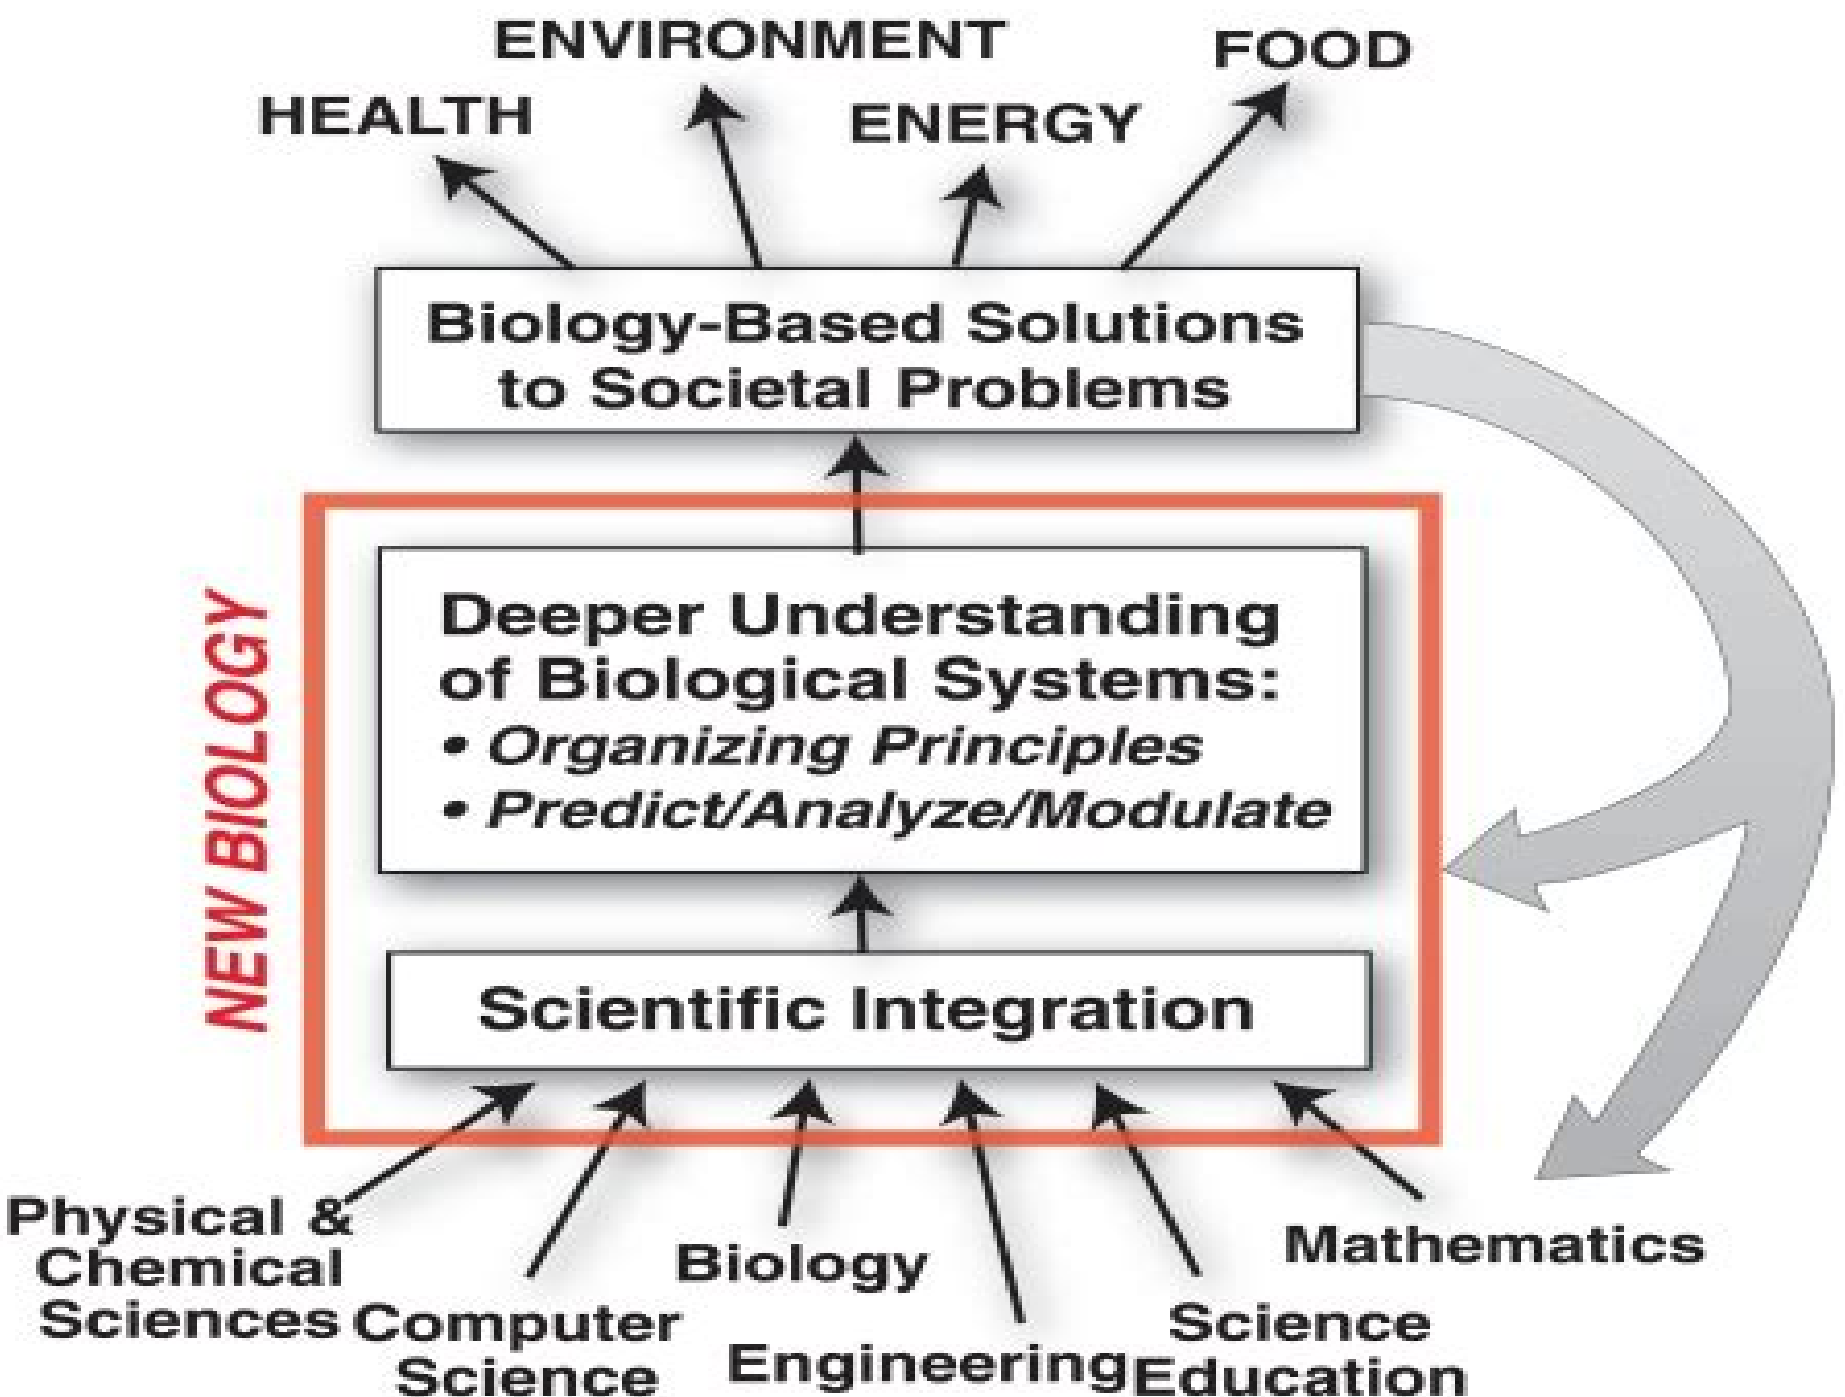 ENVIRONMENT
FOOD
HEALTH
ENERGY
Biology-Based Solutions
to Societal Problems
NEW BIOLOGY
Deeper Understanding
of Biological Systems:
• Organizing Principles
• Predict/Analyze/Modulate
Scientific Integration
Physical &
Chemical
Sciences
Computer
Science
Biology
Engineering
Science
Education
Mathematics